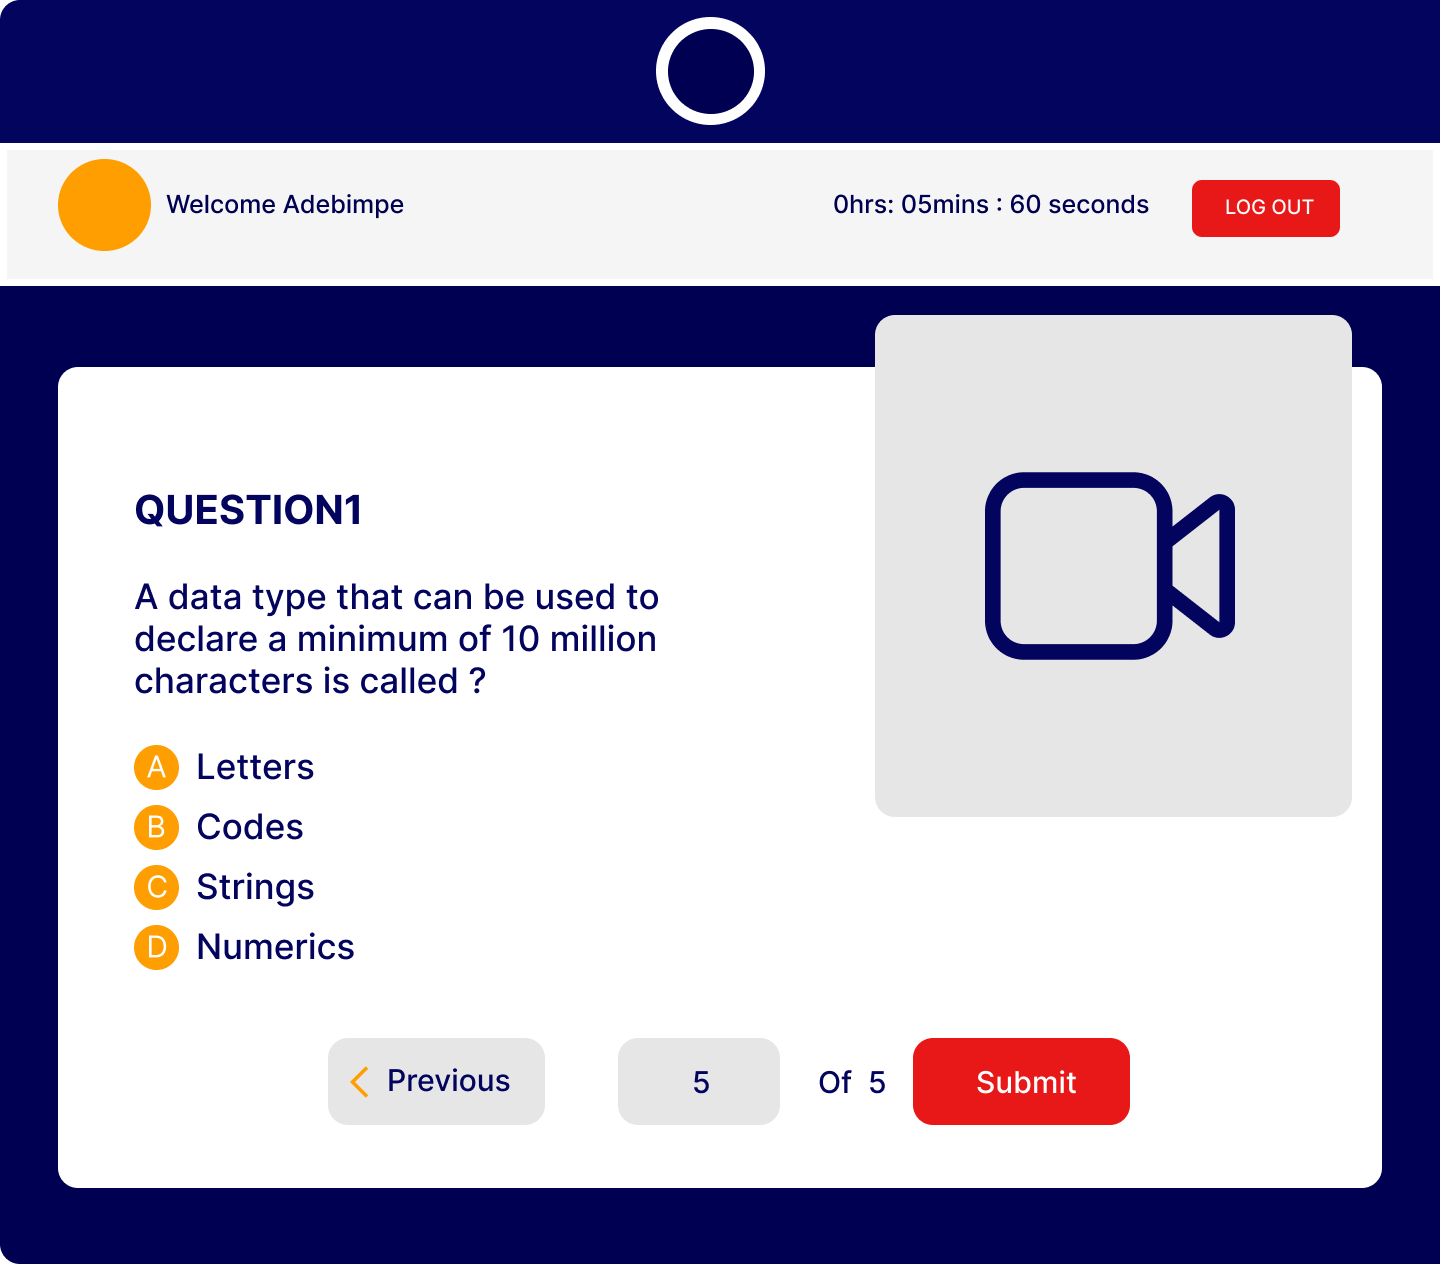 Welcome Adebimpe
0hrs: 05mins : 60 seconds
LOG OUT
QUESTION1
A data type that can be used to
declare a minimum of 10 million
characters is called ?
A Letters
B Codes
C Strings
D Numerics
Previous
5
Of 5
Submit